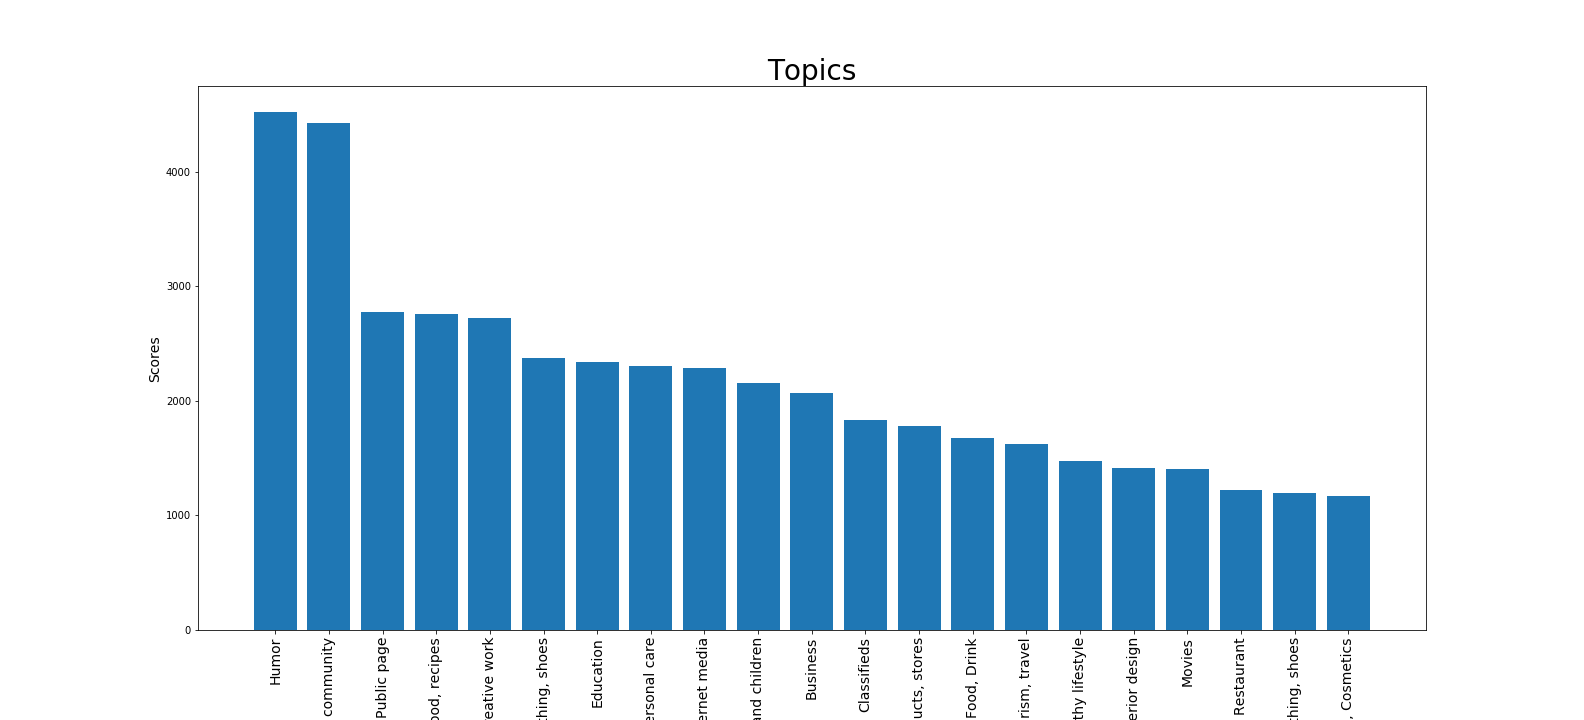 Topics
Scores
4000
3000
2000
1000
0
Humor
community
Public page
ood, recipes
reative work
thing, shoes
Education
ersonal care
ernet media
and children
Business
Classifieds
ucts, stores
Food, Drink
rism, travel
thy lifestyle
erior design
Movies
Restaurant
thing, shoes
, Cosmetics